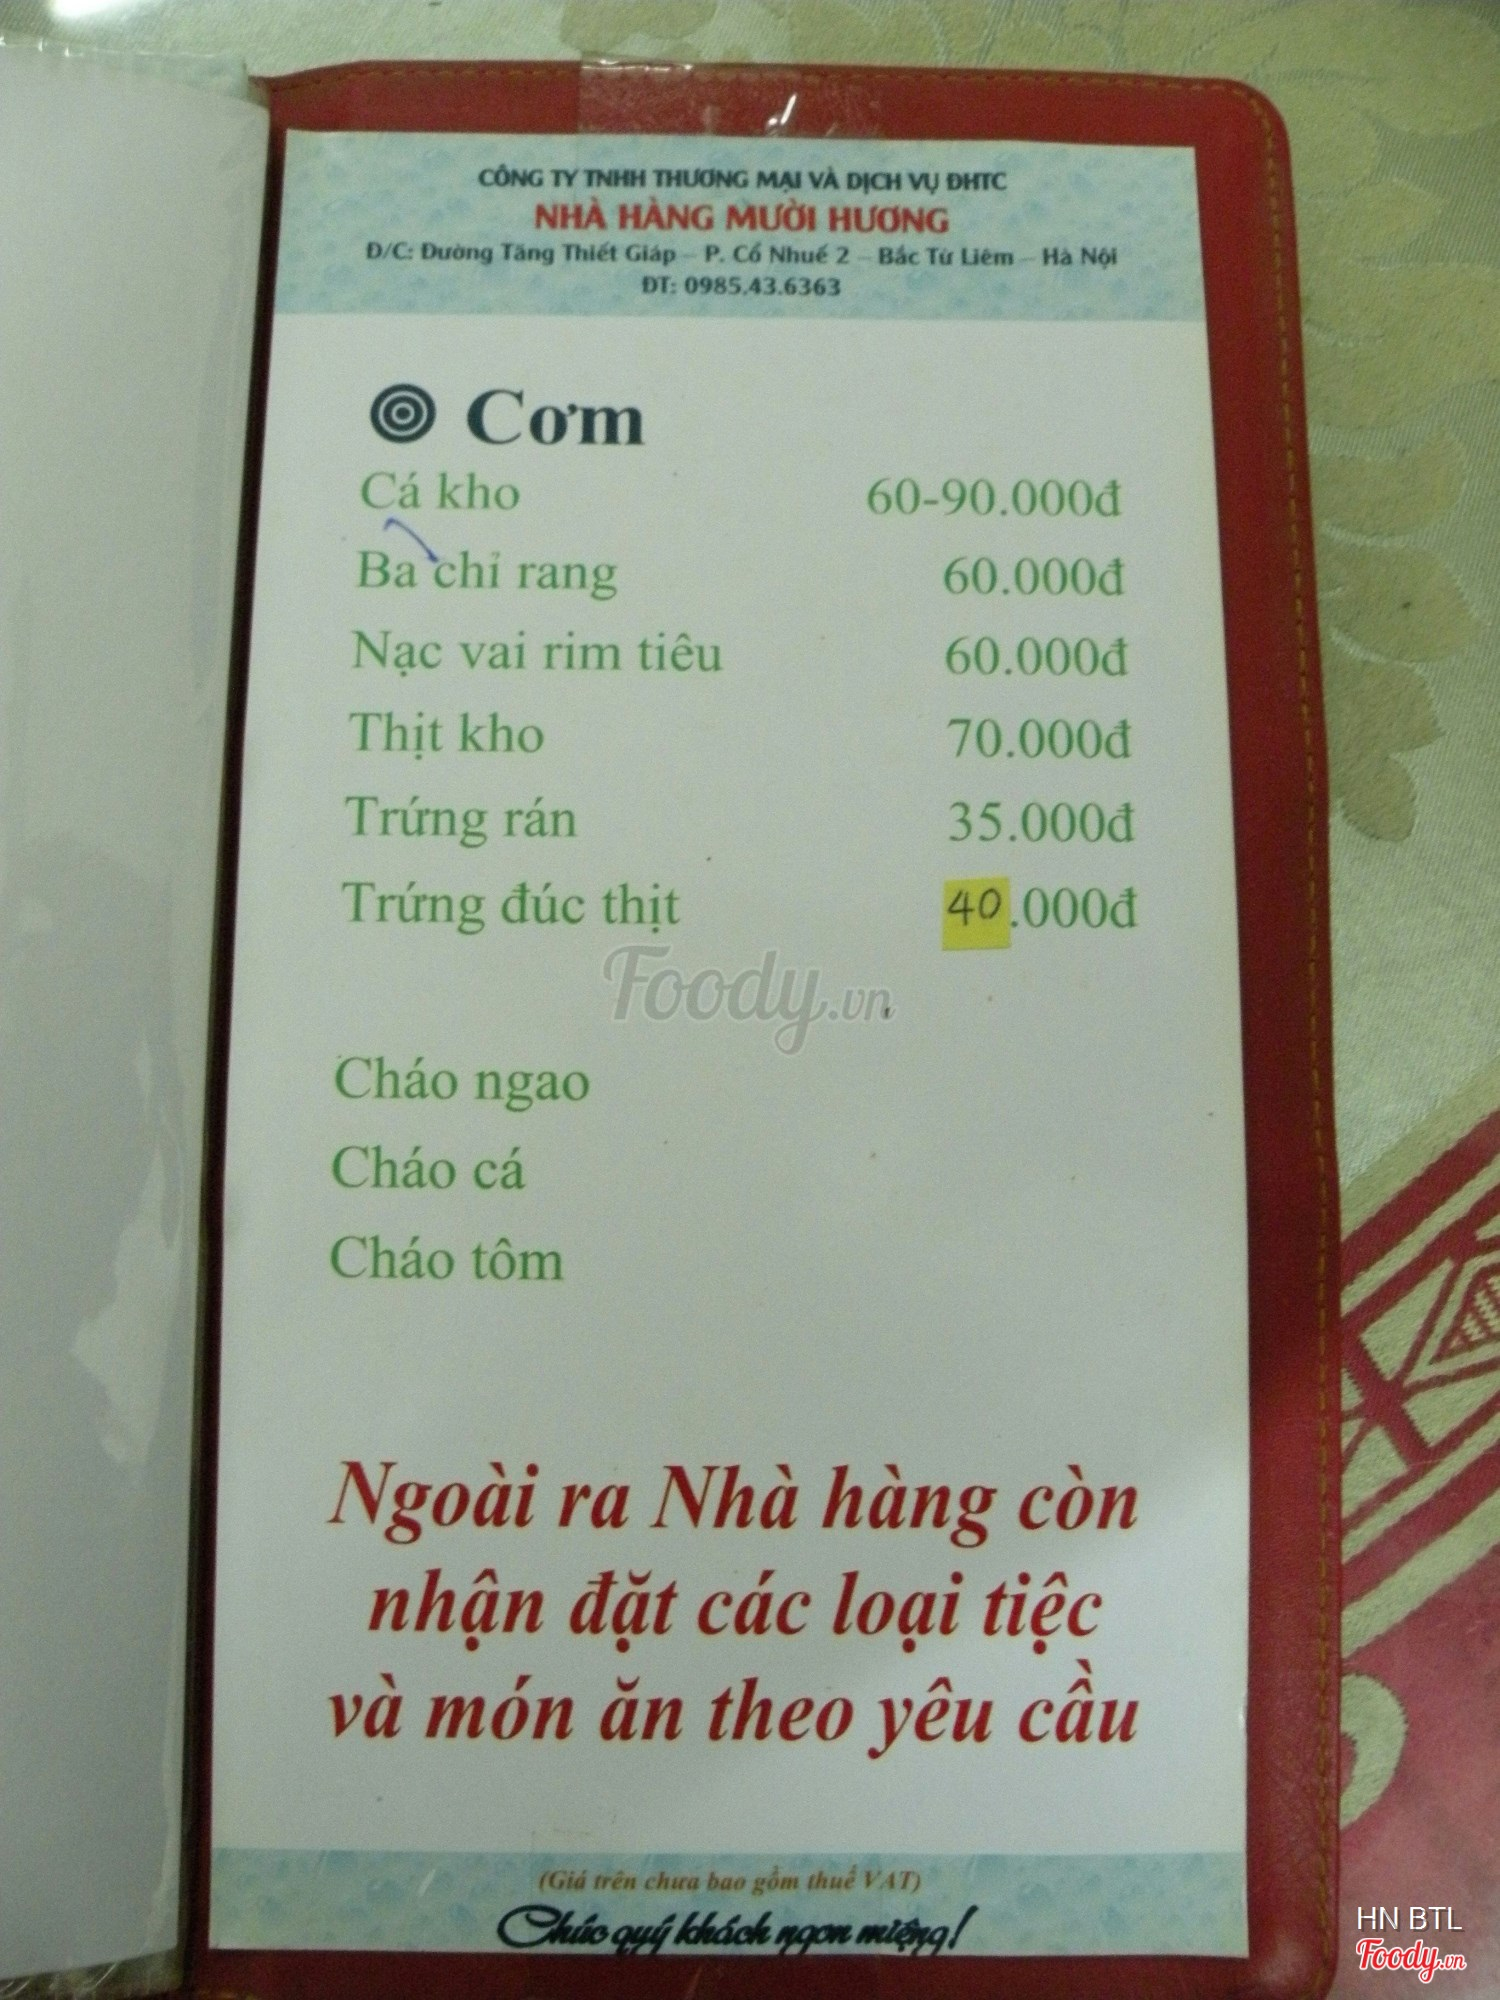 CÔNG TY TNHH THƯƠNG MẠI VÀ DỊCH VỤ ĐHTC
NHÀ HÀNG MƯỜI HƯƠNG
Đ/C: Đường Tăng Thiết Giáp - P. Cổ Nhuế 2 - Bắc Từ Liêm - Hà Nội
ĐT: 0985.43.6363
Cơm
Cá kho 60-90.000đ
Ba chỉ rang 60.000đ
Nạc vai rim tiêu 60.000đ
Thịt kho 70.000đ
Trứng rán 35.000đ
Trứng đúc thịt 40.000đ
Foody.vn
Cháo ngao
Cháo cá
Cháo tôm
Ngoài ra Nhà hàng còn
nhận đặt các loại tiệc
và món ăn theo yêu cầu
(Giá trên chưa bao gồm thuế VAT)
Chúc quý khách ngon miệng!
HN BTL
Foody.vn